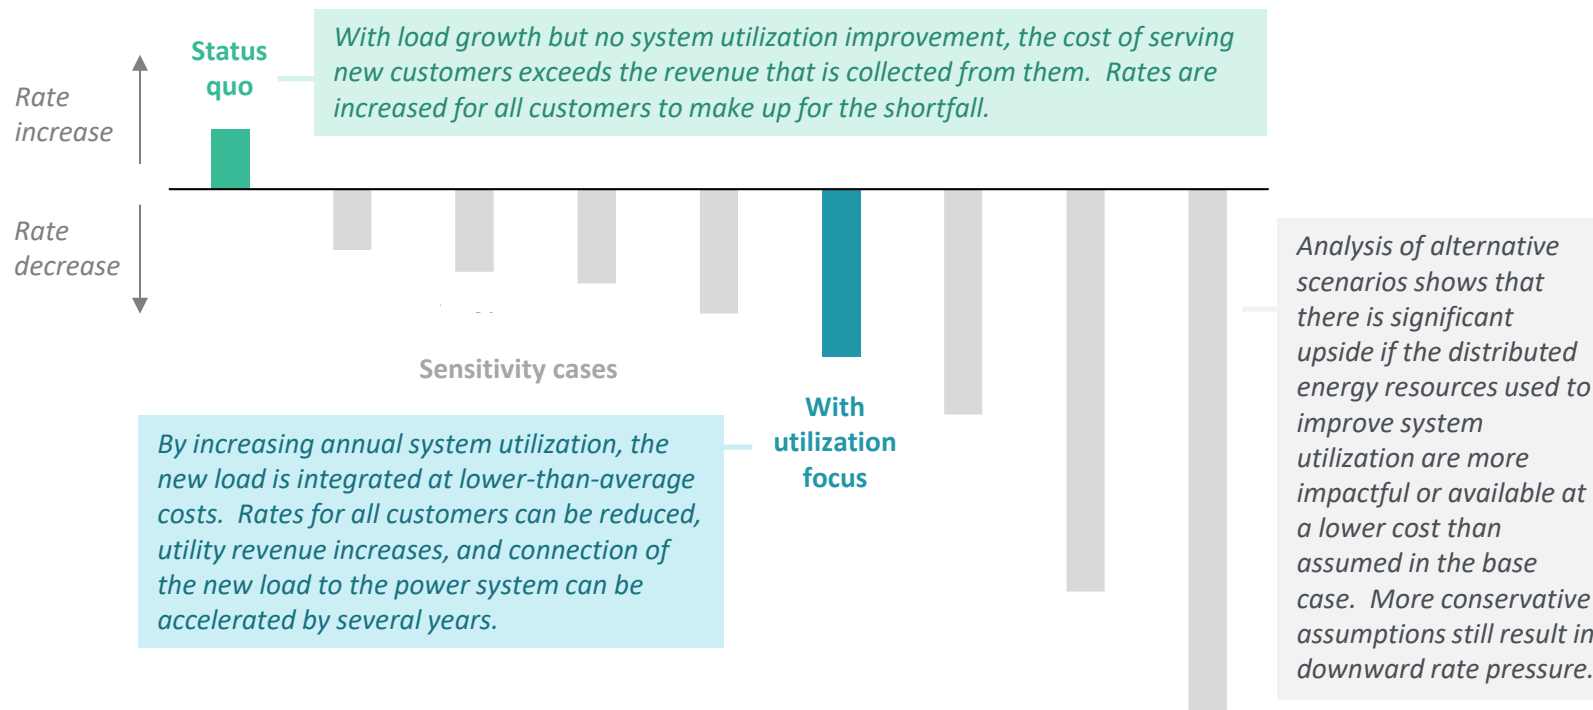 Status
quo
With load growth but no system utilization improvement, the cost of serving
new customers exceeds the revenue that is collected from them.  Rates are
increased for all customers to make up for the shortfall.
Rate
increase
Rate
decrease
Sensitivity cases
With
utilization
focus
By increasing annual system utilization, the
new load is integrated at lower-than-average
costs.  Rates for all customers can be reduced,
utility revenue increases, and connection of
the new load to the power system can be
accelerated by several years.
Analysis of alternative
scenarios shows that
there is significant
upside if the distributed
energy resources used to
improve system
utilization are more
impactful or available at
a lower cost than
assumed in the base
case.  More conservative
assumptions still result in
downward rate pressure.